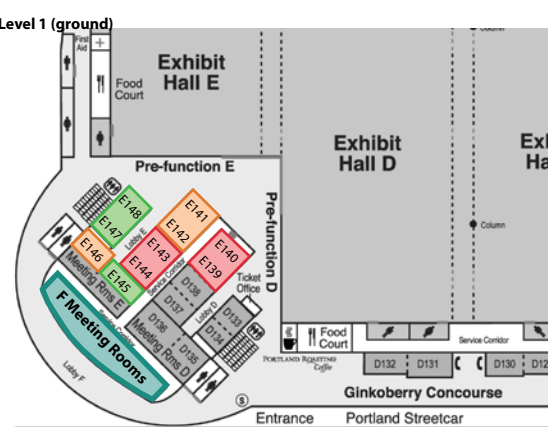 Level 1 (ground)
Column
First
Aid
Exhibit
Hall E
Food
Court
Exhibit
Hall D
Pre-function E
Pre-function D
Column
E148
E147
E141
E142
Lobby E
E146
E143
E144
E140
E139
E145
Meeting Rms E
Service Corridor
D138
D137
Ticket
Office
Lobby D
D133
D134
D136
D135
Meeting Rms D
Service Corridor
F Meeting Rooms
Lobby F
Food
Court
Service Corridor
PORTLAND ROASTING
Coffee
D132
D131
D130
Ginkoberry Concourse
S
Entrance
Portland Streetcar